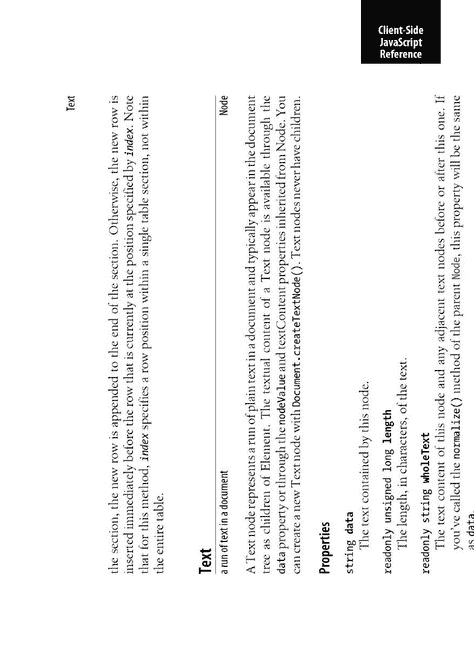 Client-Side
JavaScript
Reference
Text
the section, the new row is appended to the end of the section. Otherwise, the new row is
inserted immediately before the row that is currently at the position specified by index. Note
that for this method, index specifies a row position within a single table section, not within
the entire table.
Text
Node
a run of text in a document
A Text node represents a run of plain text in a document and typically appear in the document
tree as children of Element. The textual content of a Text node is available through the
data property or through the nodeValue and textContent properties inherited from Node. You
can create a new Text node with Document.createTextNode(). Text nodes never have children.
Properties
string data
The text contained by this node.
readonly unsigned long length
The length, in characters, of the text.
readonly string wholeText
The text content of this node and any adjacent text nodes before or after this one. If
you've called the normalize() method of the parent Node, this property will be the same
as data.